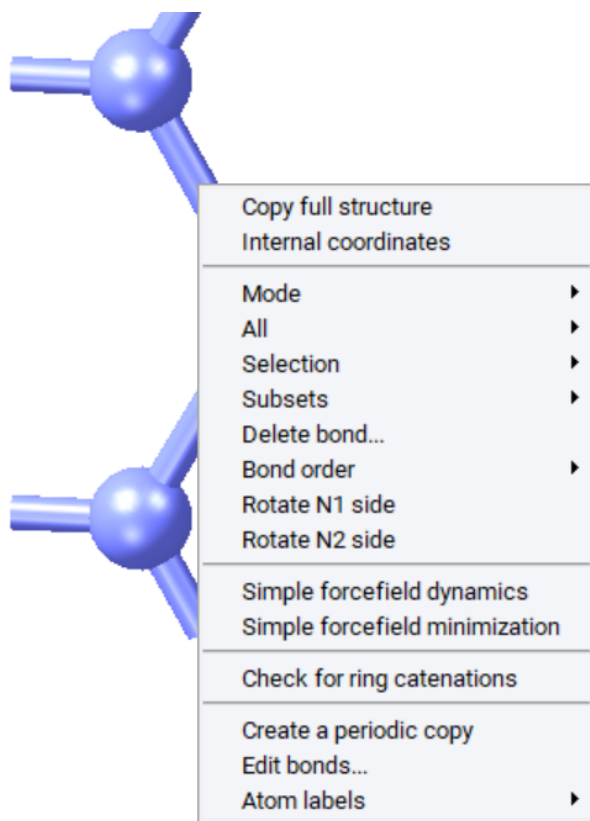 Copy full structure
Internal coordinates
Mode
All
Selection
Subsets
Delete bond...
Bond order
Rotate N1 side
Rotate N2 side
Simple forcefield dynamics
Simple forcefield minimization
Check for ring catenations
Create a periodic copy
Edit bonds...
Atom labels